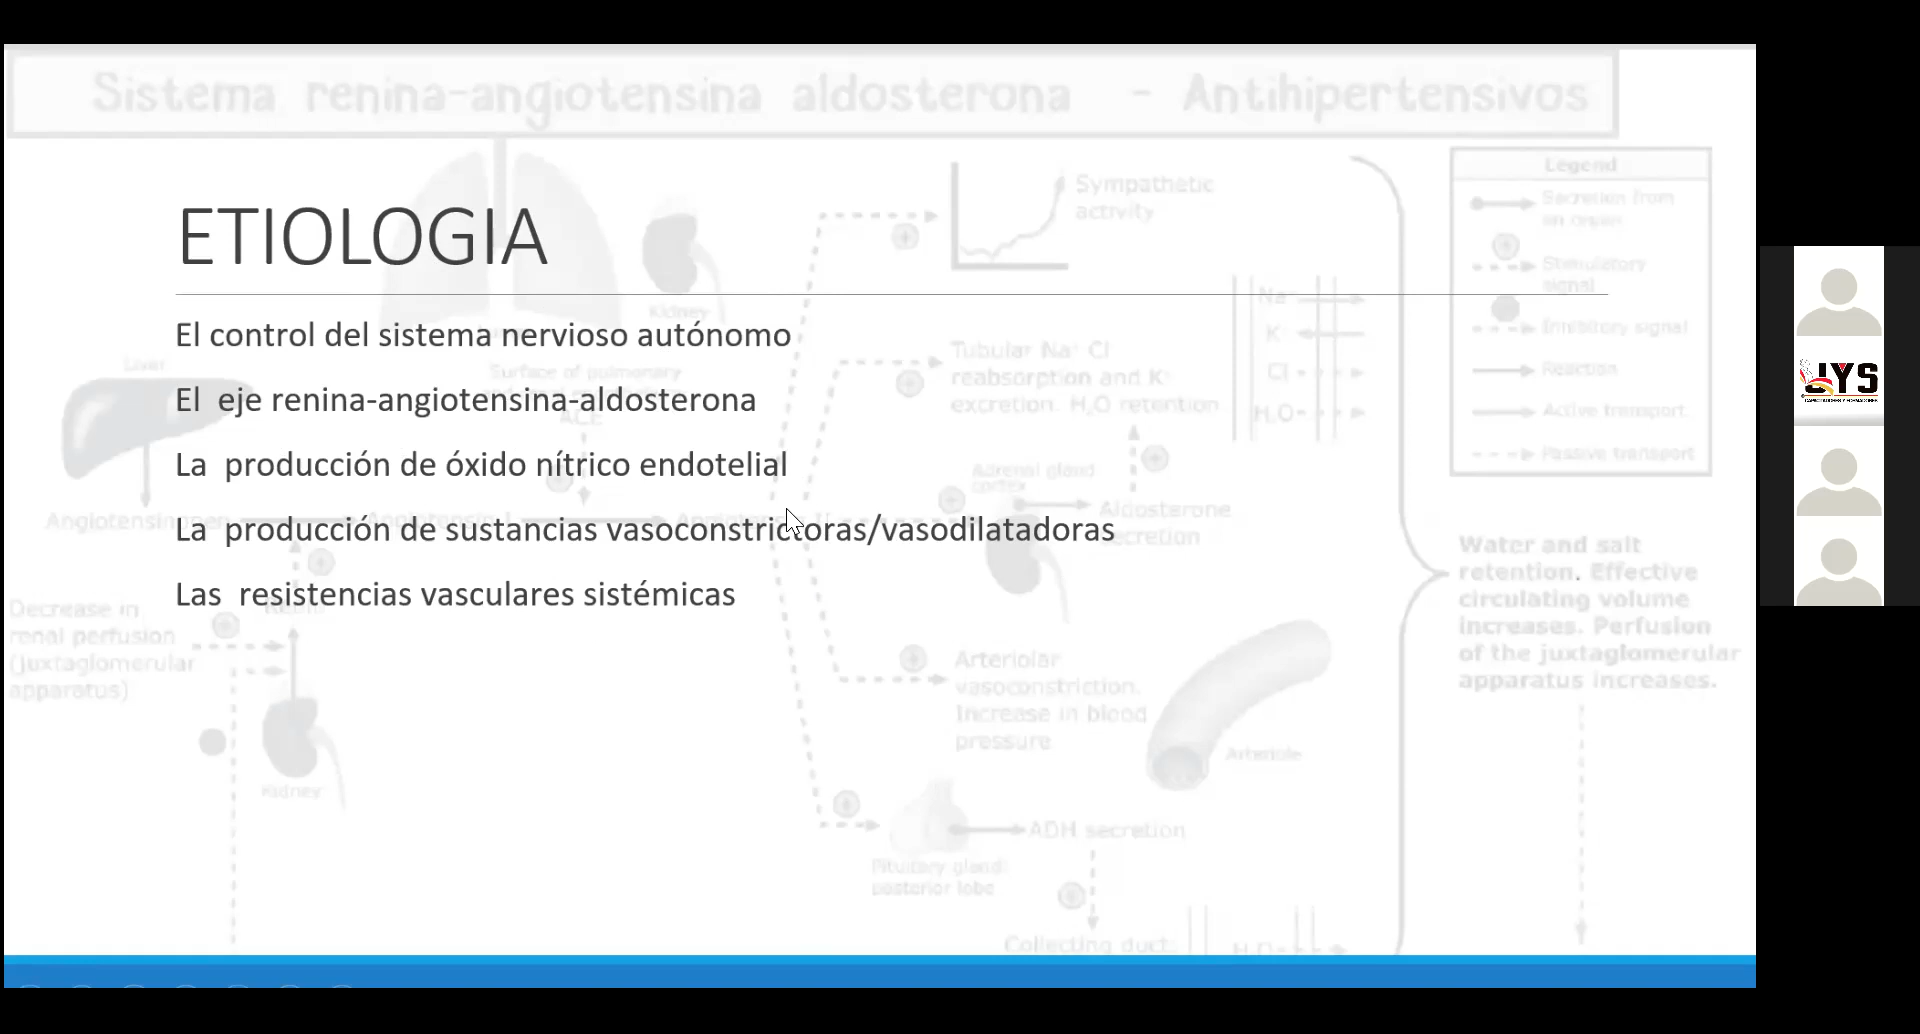 Sistema renina-angiotensina aldosterona - Antihipertensivos
ETIOLOGIA
El control del sistema nervioso autónomo
El eje renina-angiotensina-aldosterona
La producción de óxido nítrico endotelial
La producción de sustancias vasoconstrictoras/vasodilatadoras
Las resistencias vasculares sistémicas
Liver
Surface of pulmonary
ACE
Kidney
Decrease in
renal perfusion
(juxtaglomerular
apparatus)
Kidney
Sympathetic
activity
Tubular Na⁺ Cl⁻
reabsorption and K⁺
excretion. H₂O retention
Adrenal gland
cortex
Aldosterone
secretion
Arteriolar
vasoconstriction.
Increase in blood
pressure
Arteriole
ADH secretion
Pituitary gland:
posterior lobe
Collecting duct:
H₂O
Na⁺
K⁺
Cl⁻
H₂O
Legend
Secretion from
an organ
Stimulatory
signal
Inhibitory signal
Reaction
Active transport
Passive transport
Water and salt
retention. Effective
circulating volume
increases. Perfusion
of the juxtaglomerular
apparatus increases.
JYS
CAPACITADORES Y FORMADORES